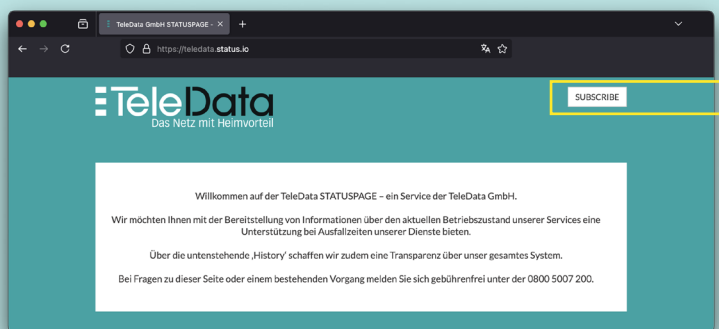 TeleData GmbH STATUSPAGE -
https://teledata.status.io
TeleData
Das Netz mit Heimvorteil
SUBSCRIBE
Willkommen auf der TeleData STATUSPAGE – ein Service der TeleData GmbH.
Wir möchten Ihnen mit der Bereitstellung von Informationen über den aktuellen Betriebszustand unserer Services eine
Unterstützung bei Ausfallzeiten unserer Dienste bieten.
Über die untenstehende ‚History‘ schaffen wir zudem eine Transparenz über unser gesamtes System.
Bei Fragen zu dieser Seite oder einem bestehenden Vorgang melden Sie sich gebührenfrei unter der 0800 5007 200.